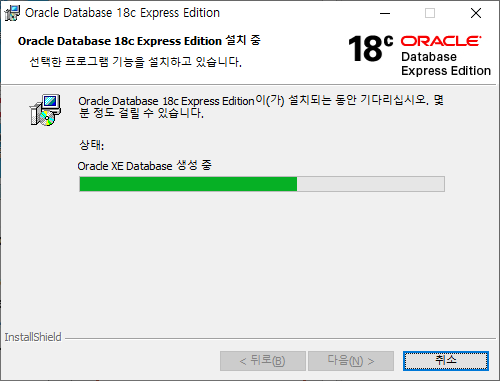 Oracle Database 18c Express Edition
Oracle Database 18c Express Edition 설치 중
선택한 프로그램 기능을 설치하고 있습니다.
18c ORACLE
Database
Express Edition
Oracle Database 18c Express Edition이(가) 설치되는 동안 기다리십시오. 몇
분 정도 걸릴 수 있습니다.
상태:
Oracle XE Database 생성 중
InstallShield
< 뒤로(B)
다음(N) >
취소